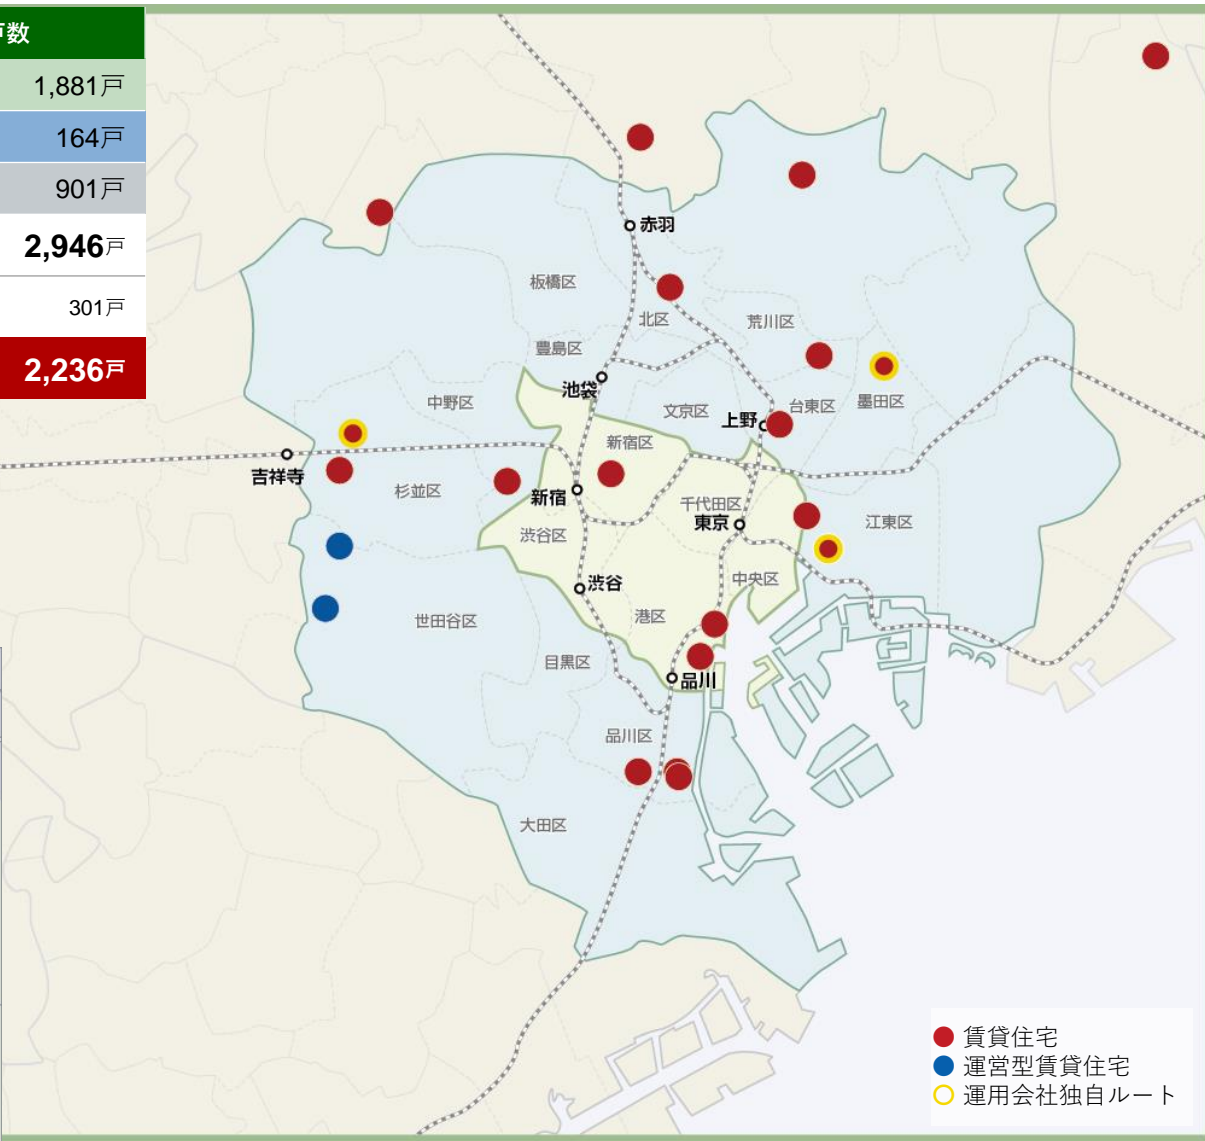 戸数
1,881戸
164戸
901戸
2,946戸
301戸
2,236戸
赤羽
板橋区
北区
荒川区
豊島区
池袋
中野区
文京区
上野
台東区
墨田区
新宿区
吉祥寺
杉並区
新宿
千代田区
東京
江東区
渋谷区
渋谷
中央区
世田谷区
港区
目黒区
品川
品川区
大田区
賃貸住宅
運営型賃貸住宅
運用会社独自ルート